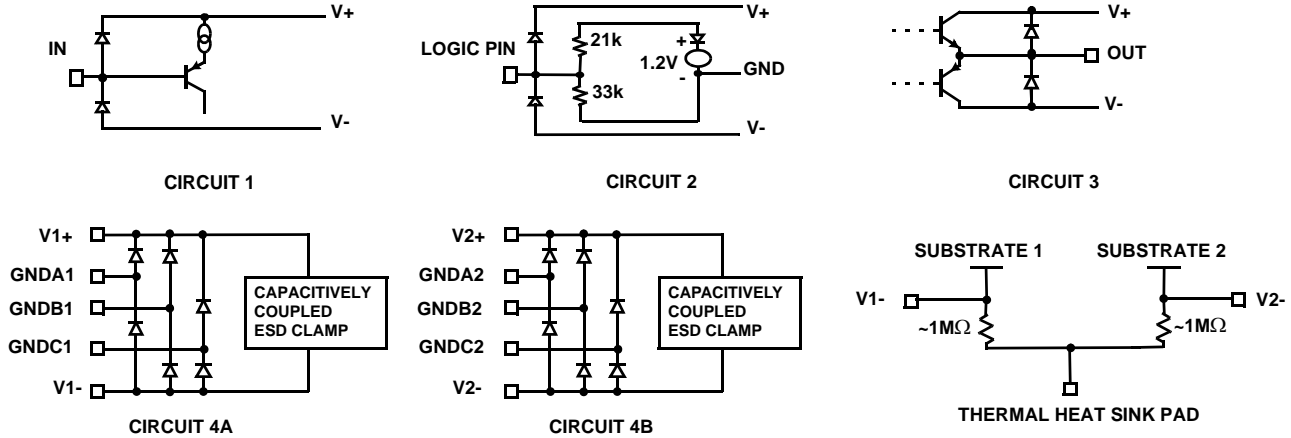 V+
IN
V-
CIRCUIT 1
V+
LOGIC PIN
21k
+
1.2V
-
GND
33k
V-
CIRCUIT 2
V+
OUT
V-
CIRCUIT 3
V1+
GNDA1
GNDB1
GNDC1
V1-
CAPACITIVELY
COUPLED
ESD CLAMP
CIRCUIT 4A
V2+
GNDA2
GNDB2
GNDC2
V2-
CAPACITIVELY
COUPLED
ESD CLAMP
CIRCUIT 4B
SUBSTRATE 1
SUBSTRATE 2
V1-
V2-
~1MΩ
~1MΩ
THERMAL HEAT SINK PAD